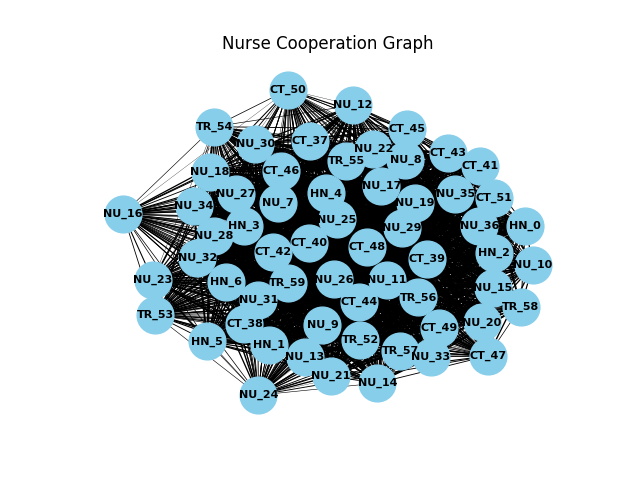 Nurse Cooperation Graph
CT_50
NU_12
TR_54
CT_45
NU_30
CT_37
NU_22
CT_43
TR_55
NU_8
CT_41
NU_18
CT_46
NU_17
NU_27
HN_4
NU_35
CT_51
NU_34
NU_7
NU_19
NU_16
NU_25
HN_3
NU_29
NU_36
HN_0
NU_28
CT_40
CT_48
CT_42
HN_2
NU_32
CT_39
NU_10
NU_23
HN_6
TR_59
NU_26
NU_11
NU_15
NU_31
CT_44
TR_56
TR_58
TR_53
CT_38
NU_9
NU_20
CT_49
HN_5
HN_1
TR_52
TR_57
NU_13
NU_33
CT_47
NU_21
NU_14
NU_24